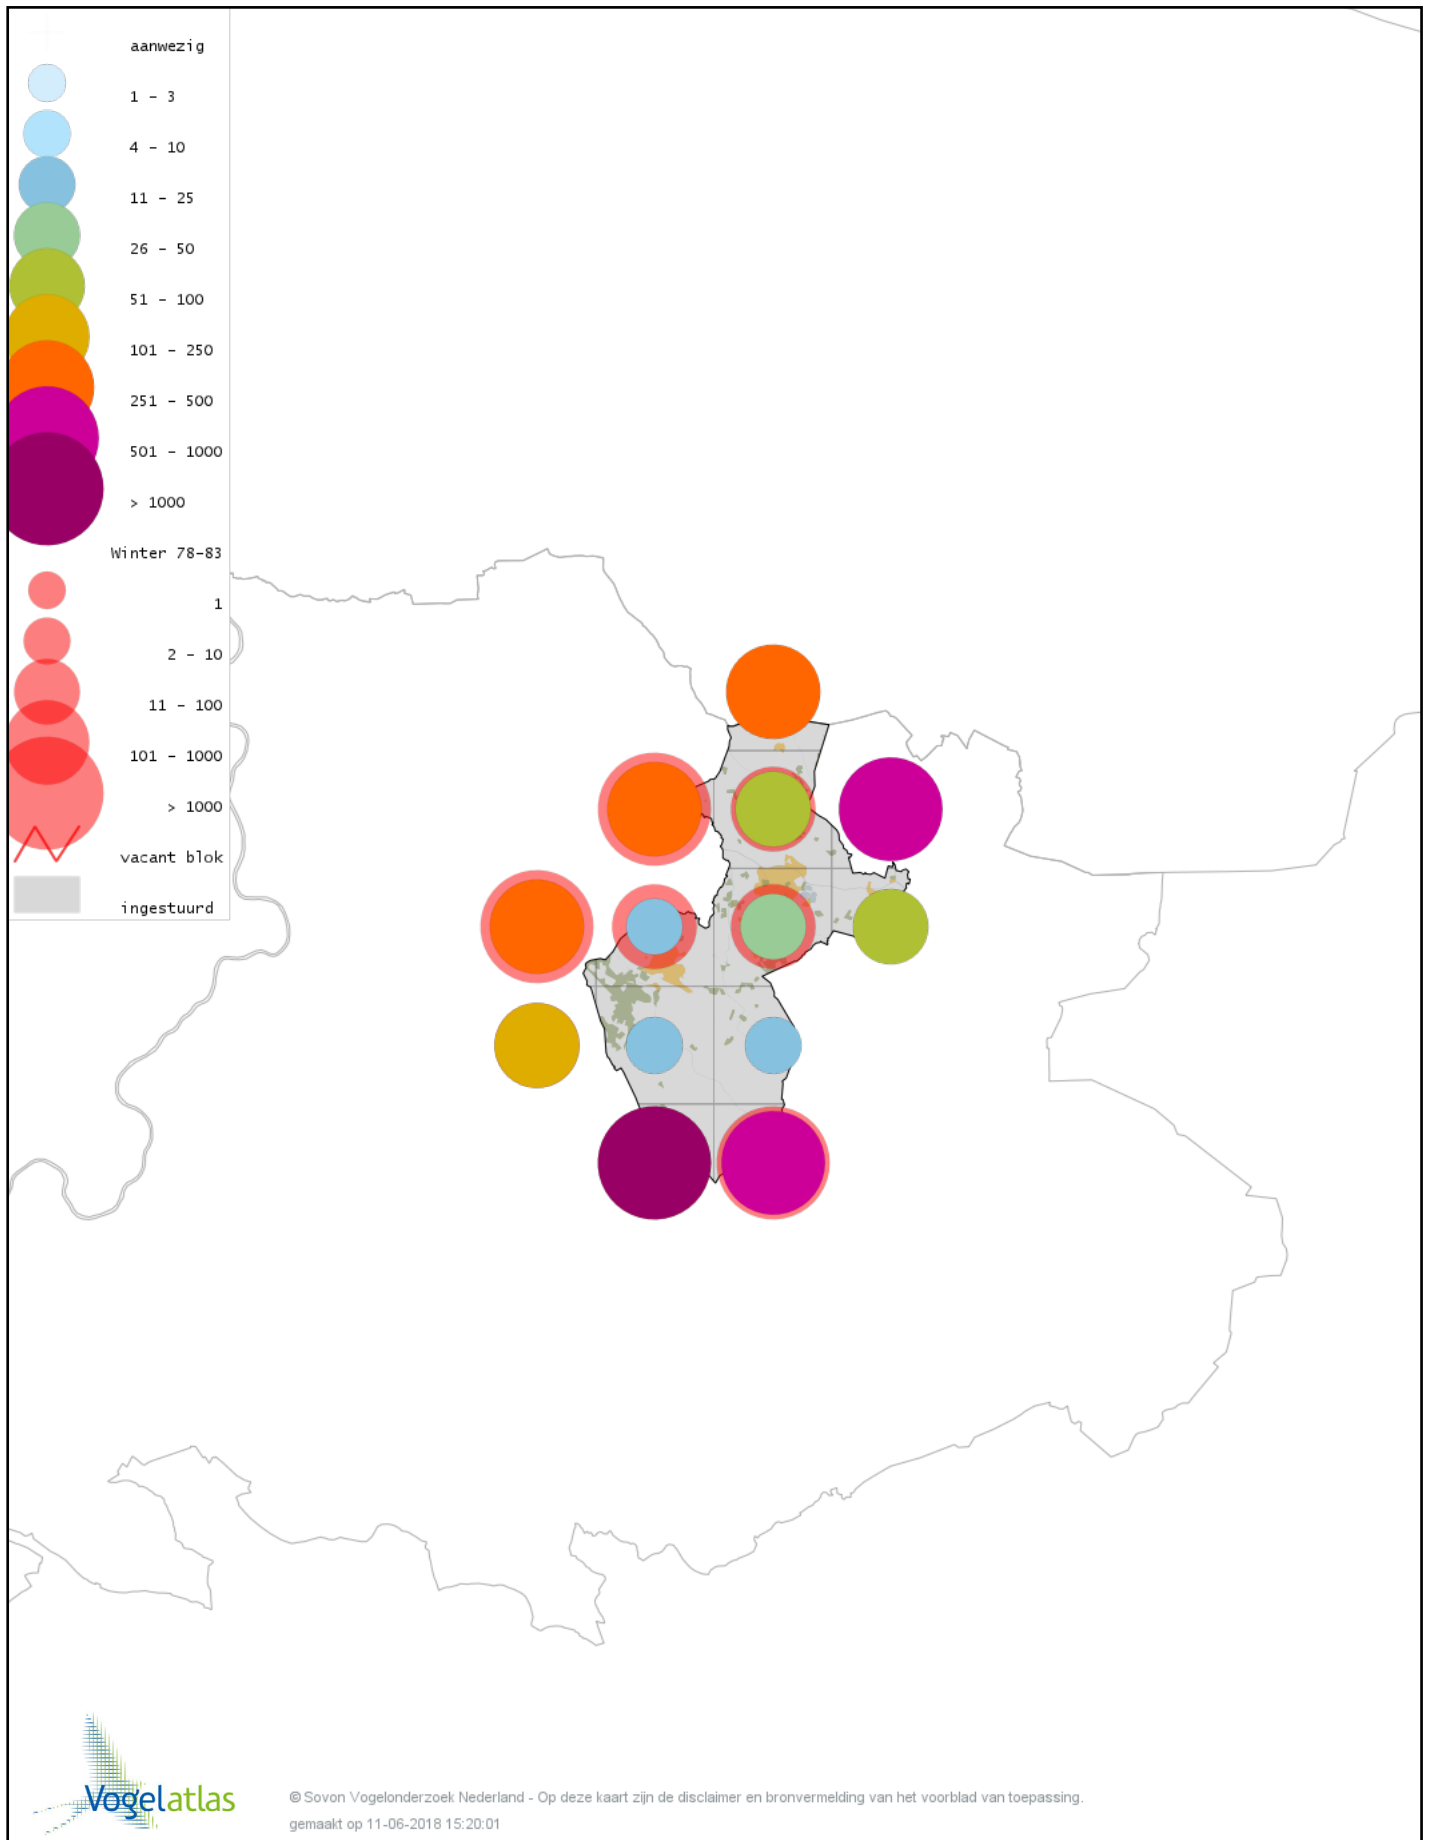 aanwezig
1 - 3
4 - 10
11 - 25
26 - 50
51 - 100
101 - 250
251 - 500
501 - 1000
> 1000
Winter 78-83
1
2 - 10
11 - 100
101 - 1000
> 1000
vacant blok
ingestuurd
Vogelatlas
© Sovon Vogelonderzoek Nederland - Op deze kaart zijn de disclaimer en bronvermelding van het voorblad van toepassing.
gemaakt op 11-06-2018 15:20:01